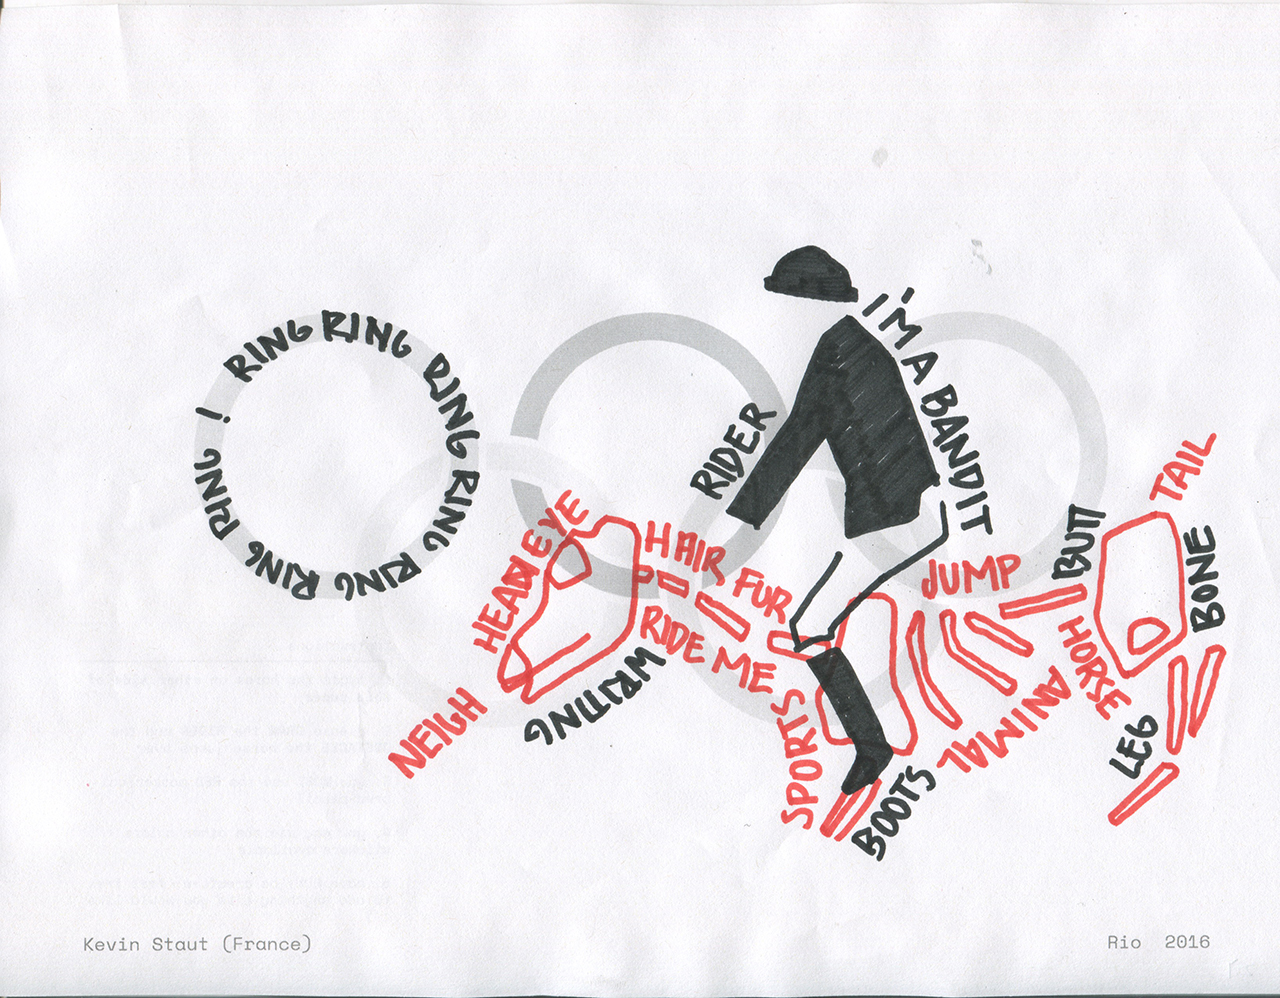 RING RING RING RING RING RING RING !
I'M A BANDIT
RIDER
TAIL
EYE
HEAD
HAIR FUR
RIDE ME
JUMP
BUTT
BONE
HORSE
WRITTING
NEIGH
SPORTS
ANIMAL
LEG
BOOTS
Kevin Staut (France)
Rio 2016